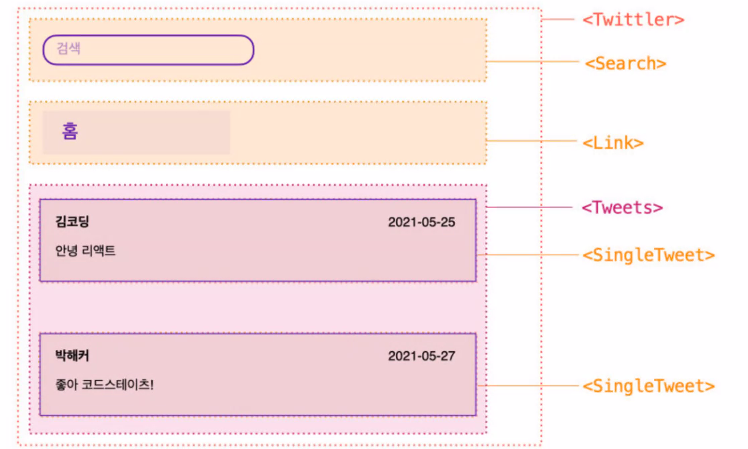 <Twittler>
검색
<Search>
홈
<Link>
<Tweets>
김코딩 2021-05-25
안녕 리액트
<SingleTweet>
박해커 2021-05-27
좋아 코드스테이츠!
<SingleTweet>